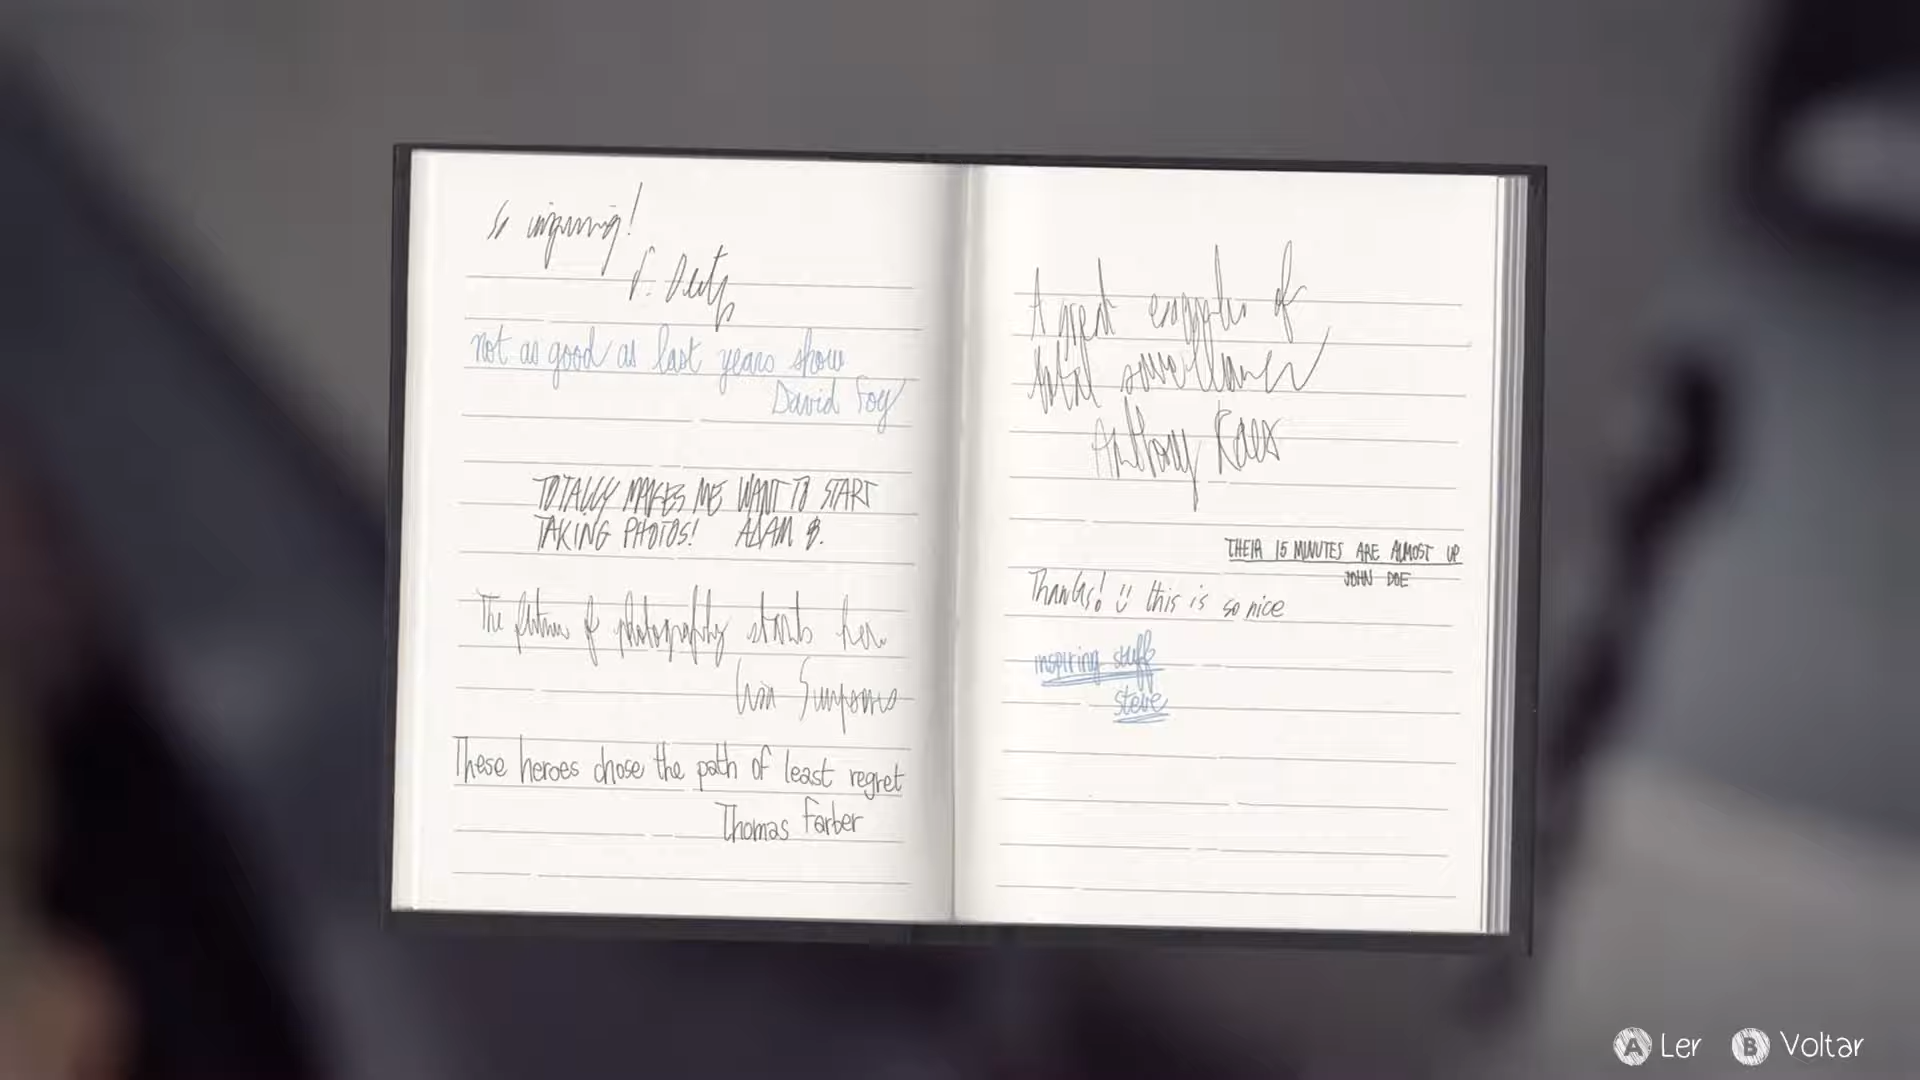 So inspiring!
not as good as last years show
David Foy
TOTALLY MAKES ME WANT TO START
TAKING PHOTOS! ADAM B.
The future of photography starts here
These heroes chose the path of least regret
Thomas Farber
A great example of
total surveillance
Anthony
THEIR 15 MINUTES ARE ALMOST UP
JOHN DOE
Thanks! this is so nice
inspiring stuff
steve
A Ler B Voltar